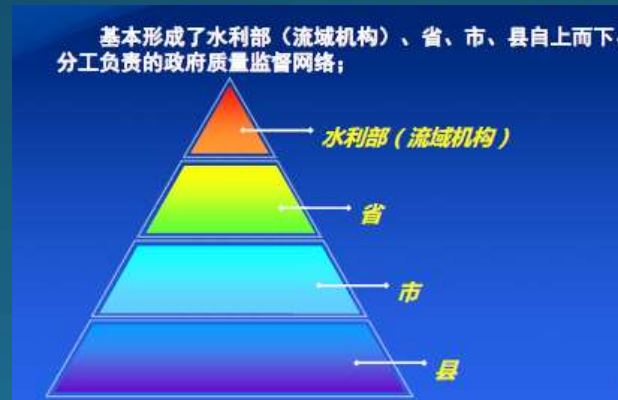 基本形成了水利部（流域机构）、省、市、县自上而下、
分工负责的政府质量监督网络；
水利部（流域机构）
省
市
县